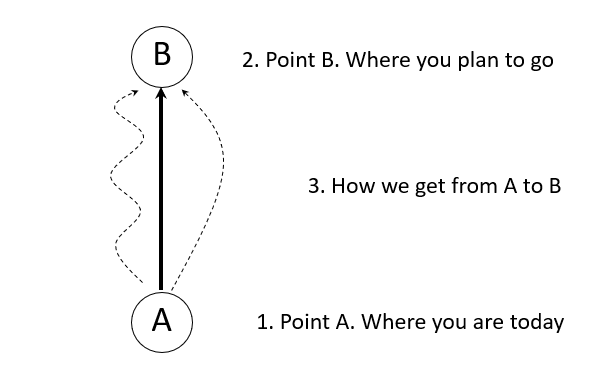 B
2. Point B. Where you plan to go
3. How we get from A to B
A
1. Point A. Where you are today